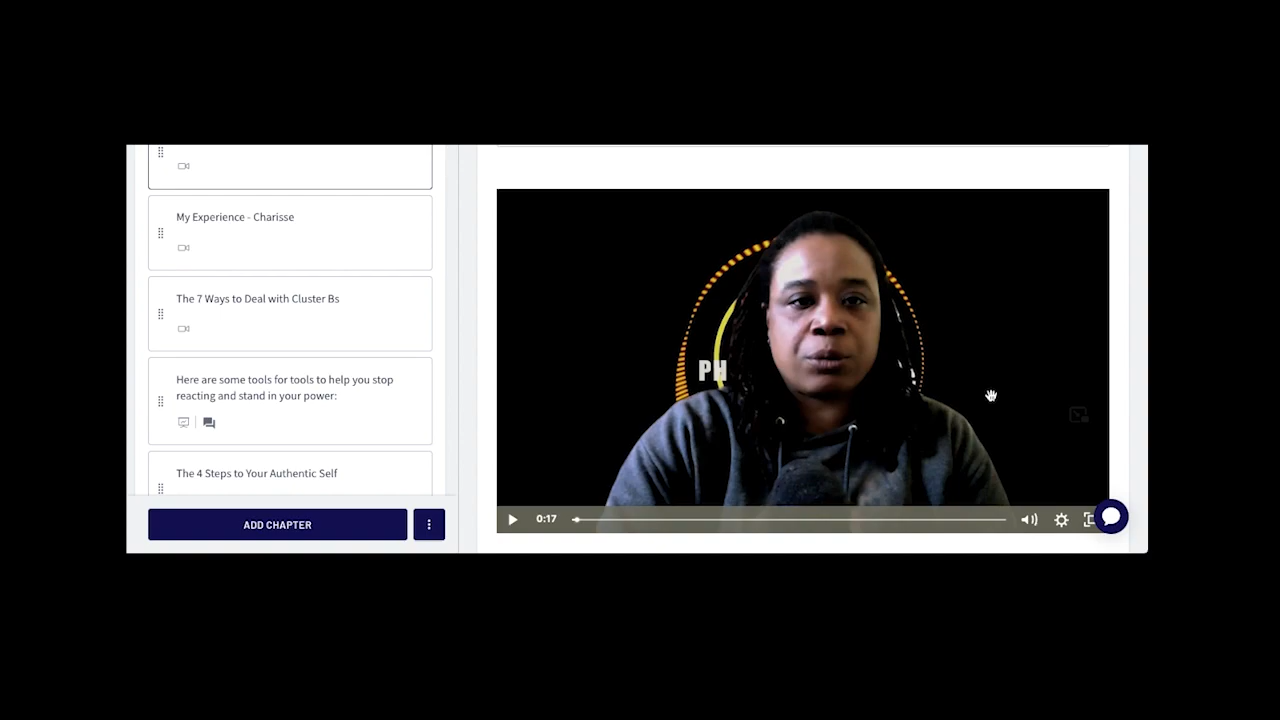 My Experience - Charisse
The 7 Ways to Deal with Cluster Bs
Here are some tools for tools to help you stop
reacting and stand in your power:
The 4 Steps to Your Authentic Self
ADD CHAPTER
PH
0:17